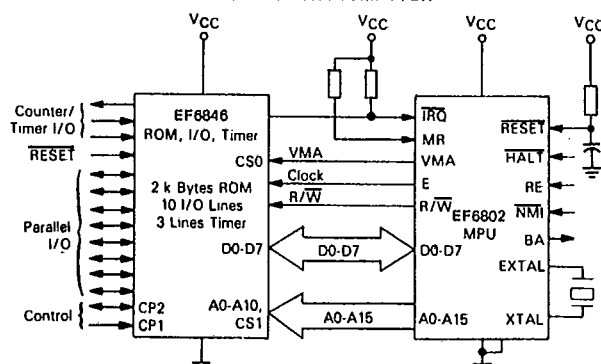 VCC
VCC
VCC
VCC
Counter/
Timer I/O
RESET
Parallel
I/O
Control
EF6846
ROM, I/O, Timer
CS0
2 k Bytes ROM
10 I/O Lines
3 Lines Timer
D0-D7
A0-A10,
CS1
CP2
CP1
VMA
Clock
R/W
D0-D7
A0-A15
IRQ
MR
VMA
E
R/W
EF6802
MPU
D0-D7
A0-A15
RESET
HALT
RE
NMI
BA
EXTAL
XTAL